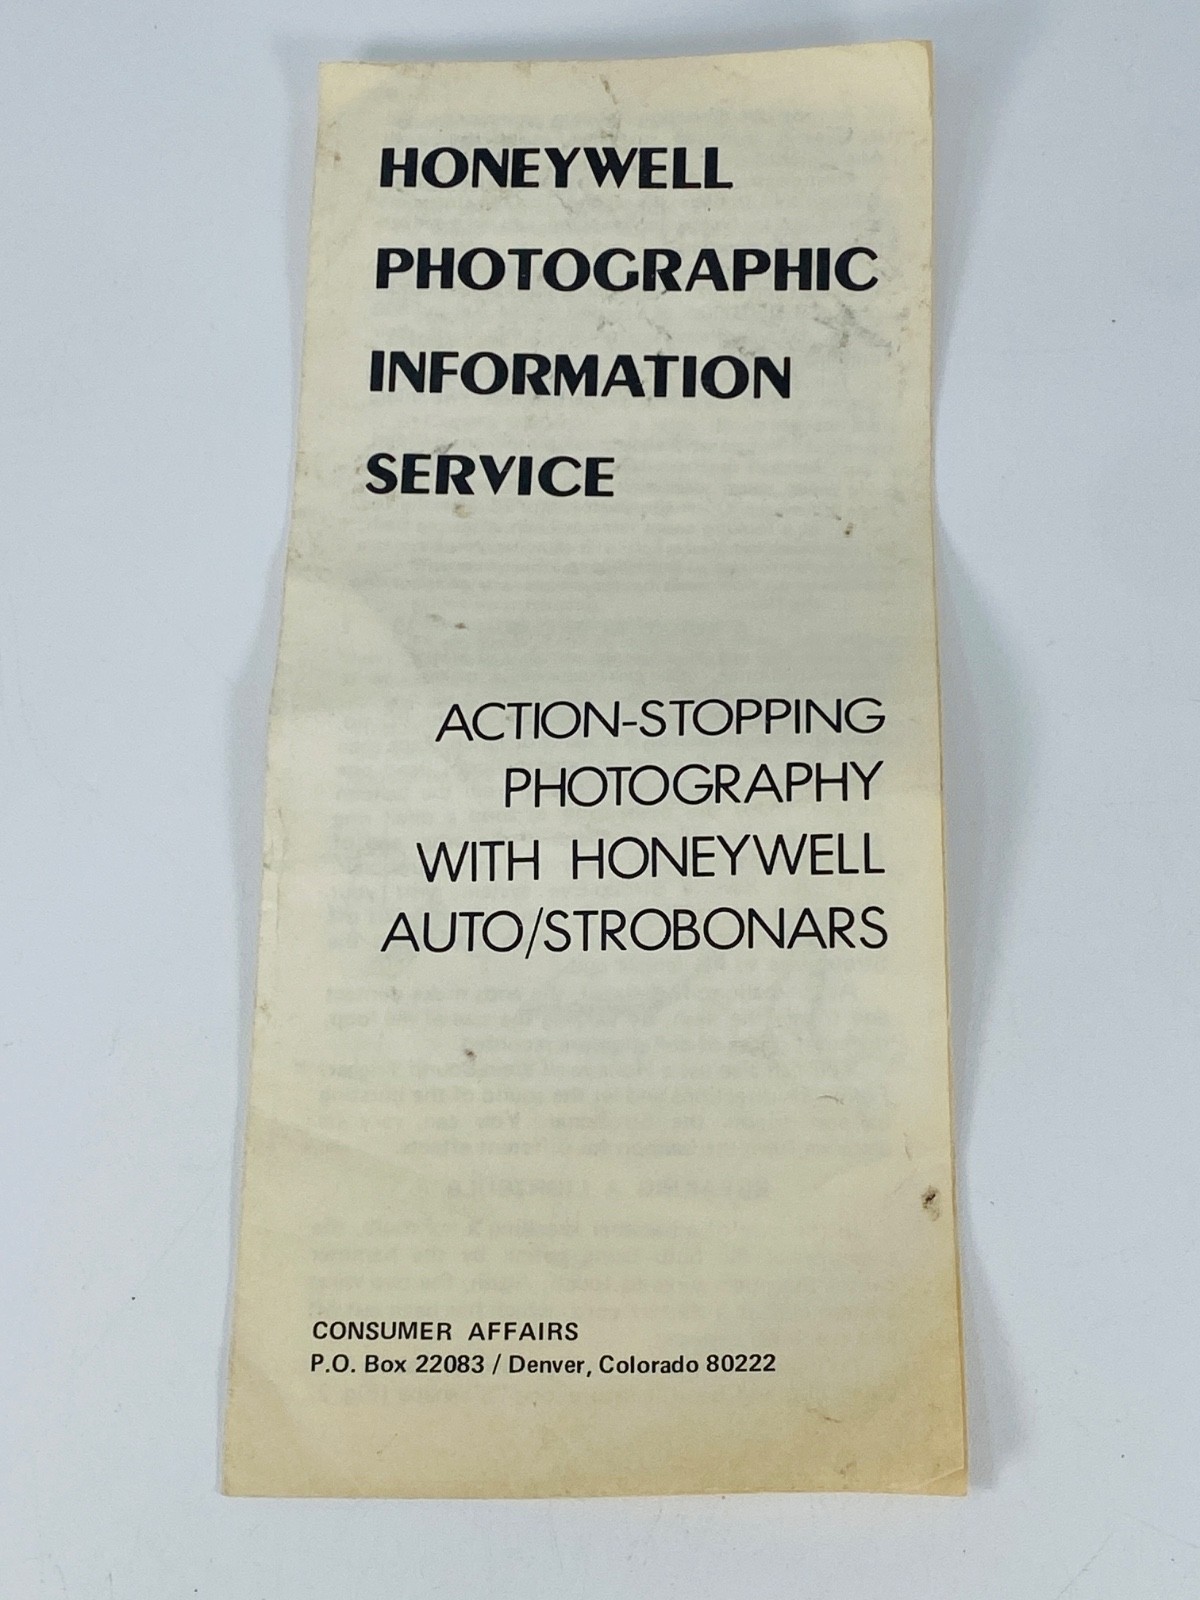 HONEYWELL
PHOTOGRAPHIC
INFORMATION
SERVICE
ACTION-STOPPING
PHOTOGRAPHY
WITH HONEYWELL
AUTO/STROBONARS
CONSUMER AFFAIRS
P.O. Box 22083 / Denver, Colorado 80222